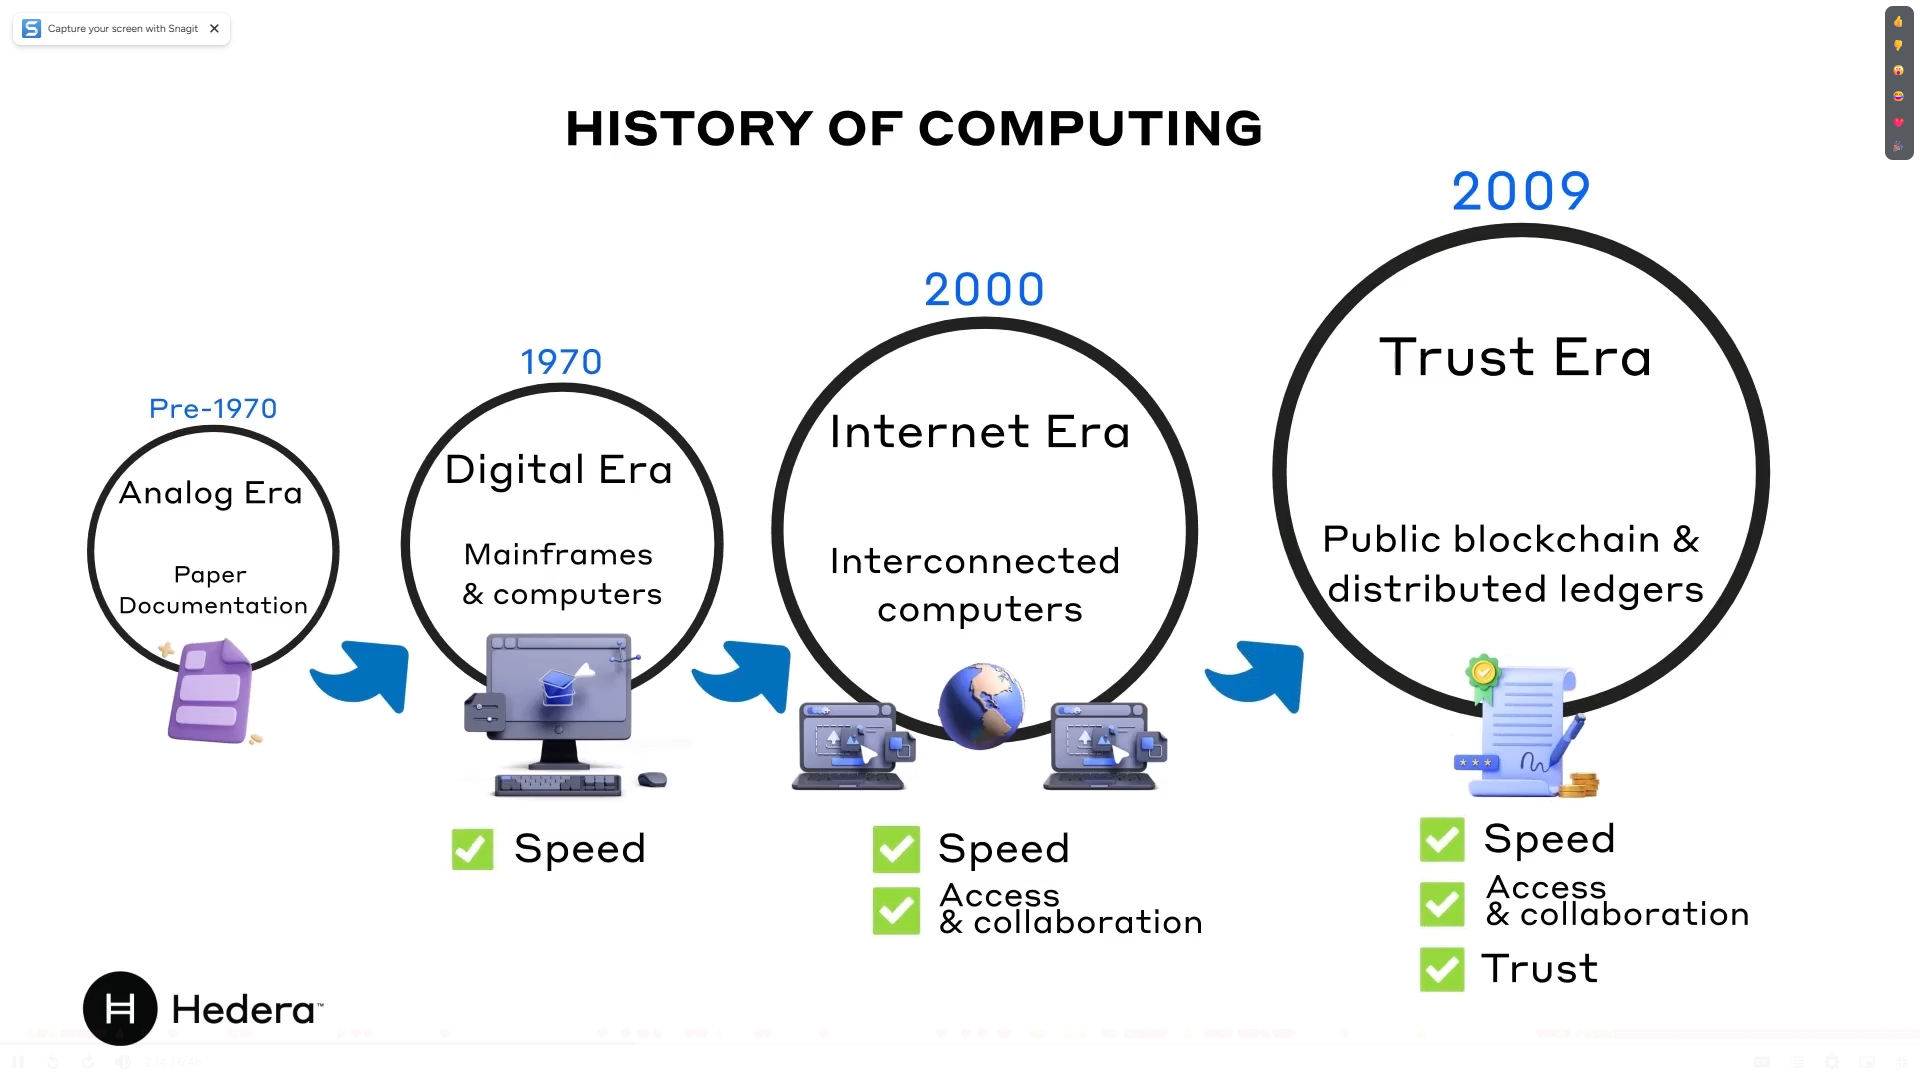 Capture your screen with Snagit
HISTORY OF COMPUTING
Pre-1970
Analog Era
Paper
Documentation
1970
Digital Era
Mainframes
& computers
Speed
2000
Internet Era
Interconnected
computers
Speed
Access
& collaboration
2009
Trust Era
Public blockchain &
distributed ledgers
Speed
Access
& collaboration
Trust
Hedera™